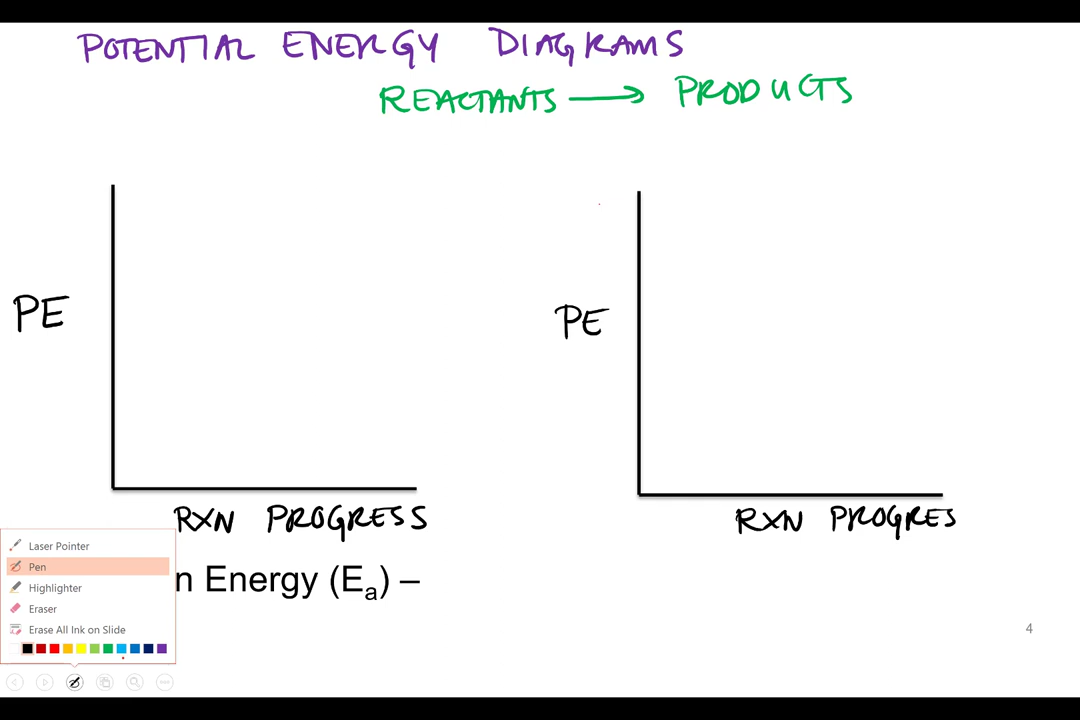 POTENTIAL ENERGY DIAGRAMS
REACTANTS → PRODUCTS
PE
PE
RXN PROGRESS
RXN PROGRES
Laser Pointer
Pen
Highlighter
Eraser
Erase All Ink on Slide
n Energy (Ea) –
4